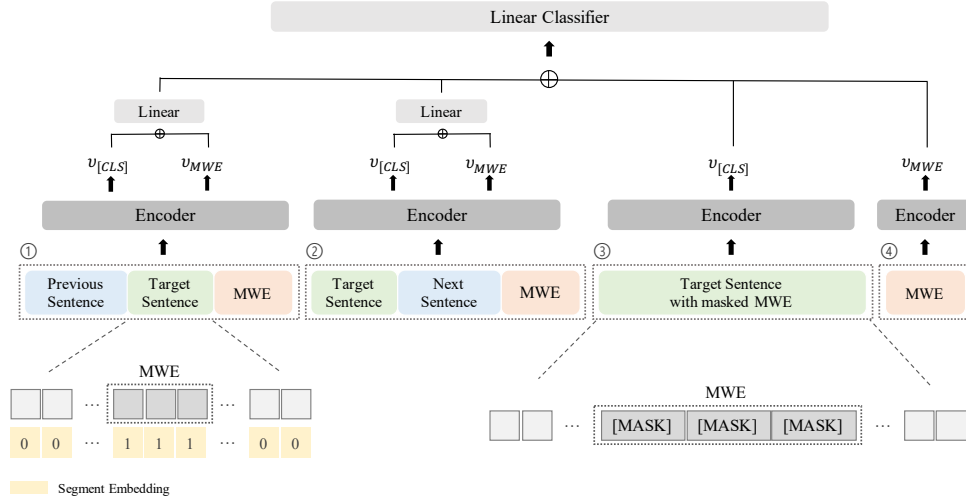 Linear Classifier
⊕
Linear
Linear
⊕
⊕
v[CLS]
vMWE
v[CLS]
vMWE
v[CLS]
vMWE
Encoder
Encoder
Encoder
Encoder
①
②
③
④
Previous
Sentence
Target
Sentence
MWE
Target
Sentence
Next
Sentence
MWE
Target Sentence
with masked MWE
MWE
MWE
...
...
0 0 ... 1 1 1 ... 0 0
Segment Embedding
MWE
... [MASK] [MASK] [MASK] ...